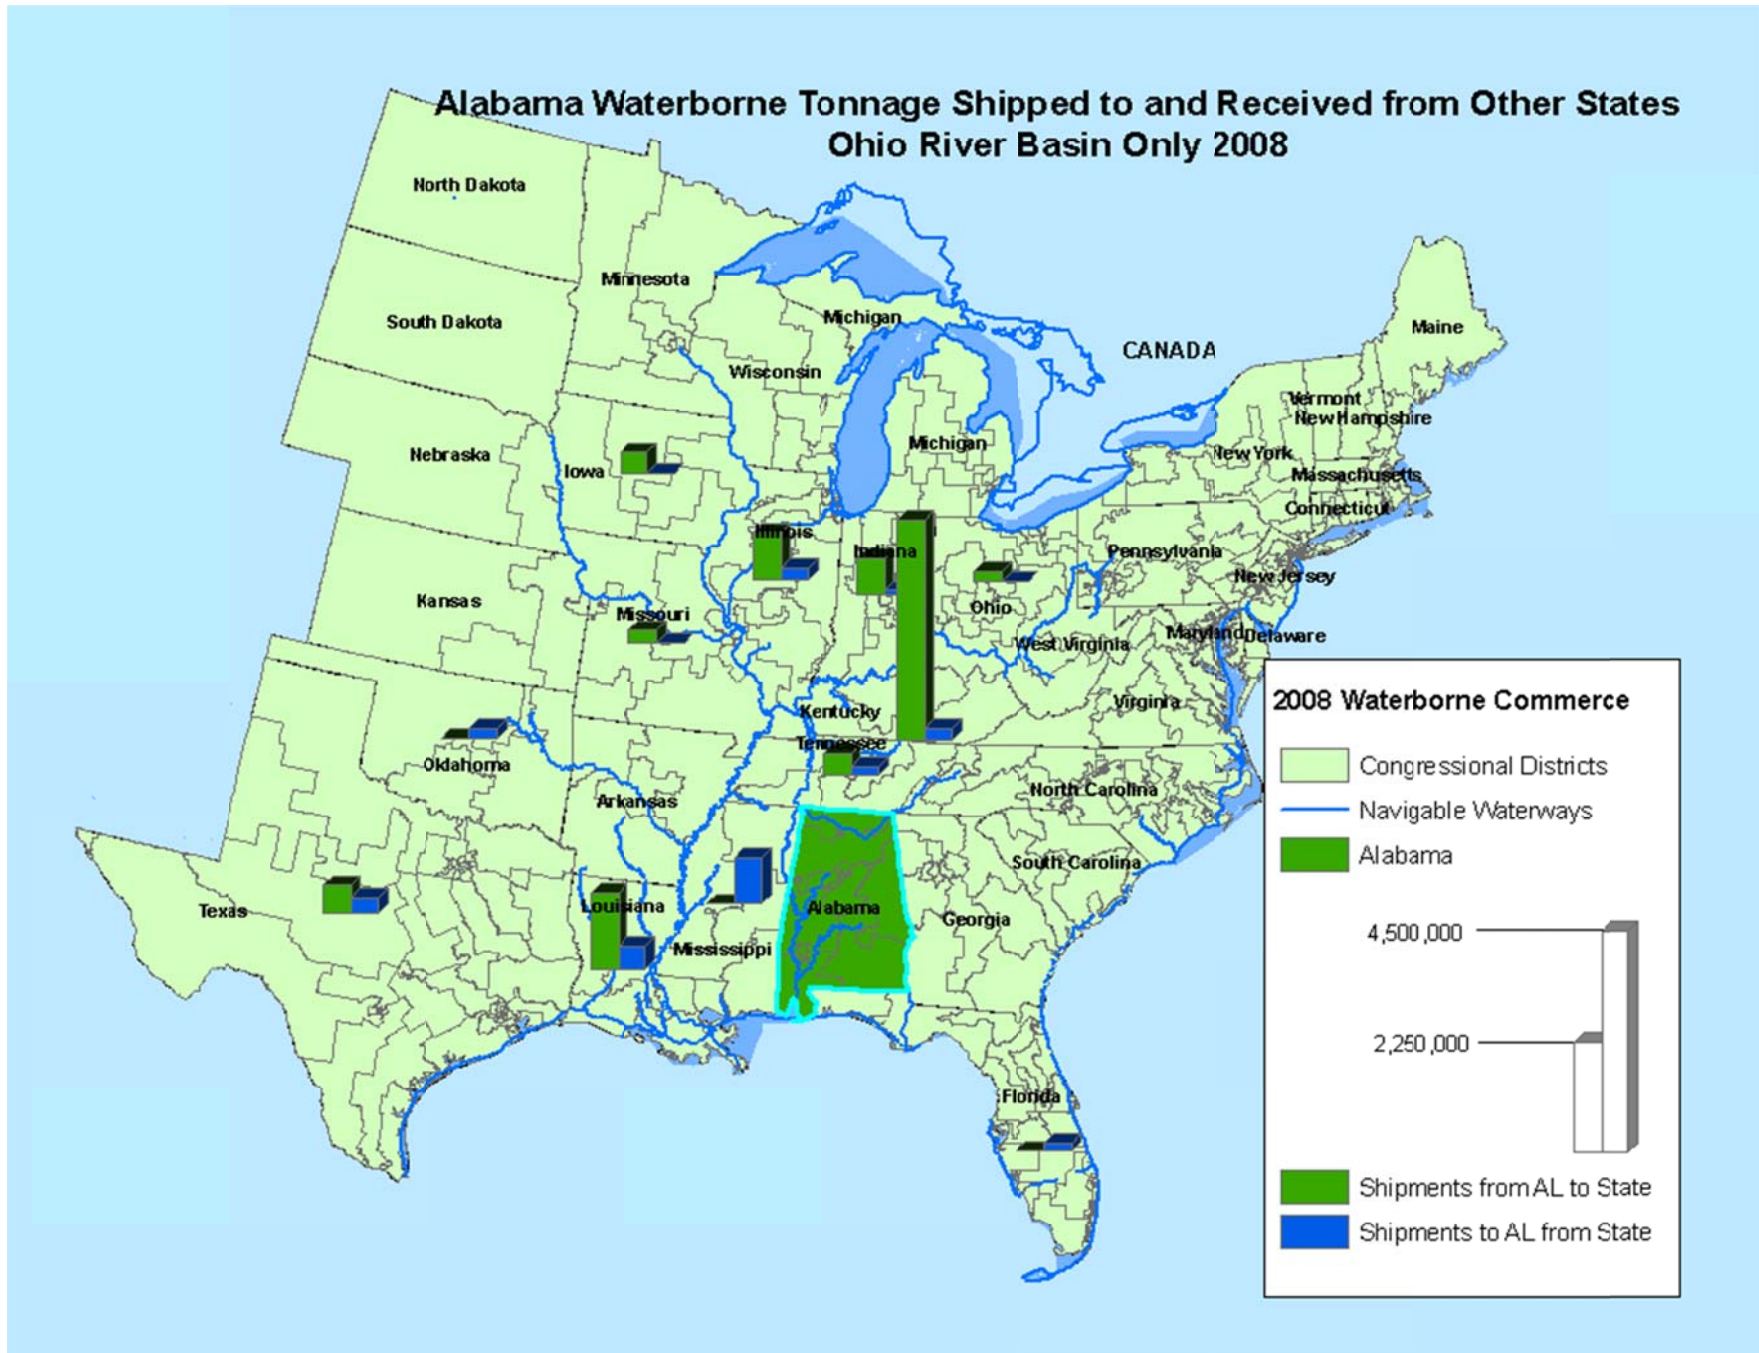 Alabama Waterborne Tonnage Shipped to and Received from Other States
Ohio River Basin Only 2008
North Dakota
Minnesota
South Dakota
Michigan
Maine
CANADA
Wisconsin
Vermont
New Hampshire
Michigan
Nebraska
Iowa
New York
Massachusetts
Connecticut
Illinois
Indiana
Pennsylvania
New Jersey
Kansas
Missouri
Ohio
West Virginia
Maryland
Delaware
Virginia
Kentucky
Tennessee
Oklahoma
Arkansas
North Carolina
South Carolina
Texas
Louisiana
Alabama
Georgia
Mississippi
Florida
2008 Waterborne Commerce
Congressional Districts
Navigable Waterways
Alabama
4,500,000
2,250,000
Shipments from AL to State
Shipments to AL from State